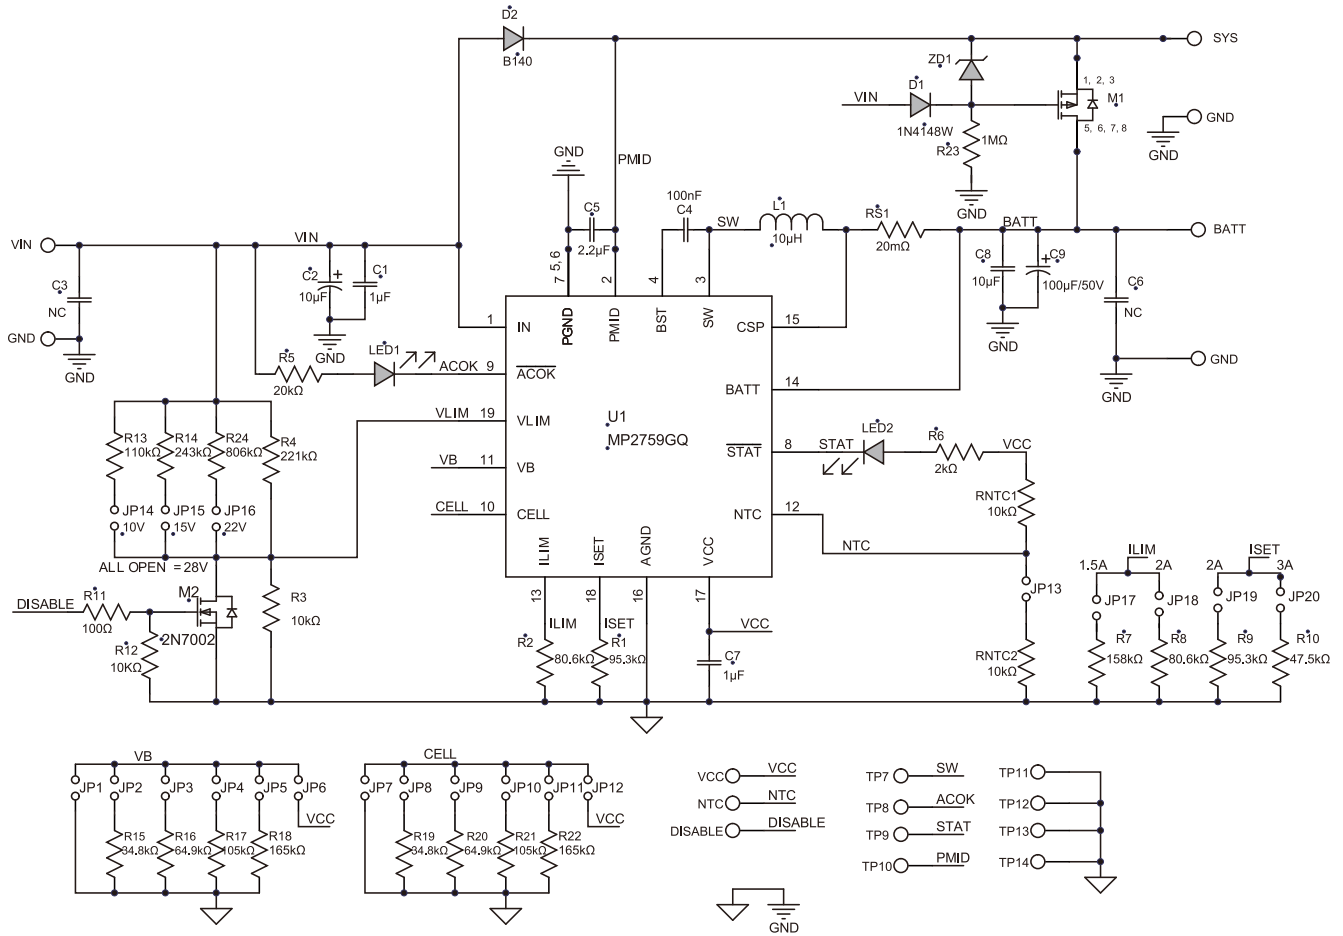 D2
B140
SYS
ZD1
D1
VIN
1N4148W
1, 2, 3
M1
5, 6, 7, 8
GND
GND
R23
1MΩ
GND
GND
PMID
C5
2.2µF
100nF
C4
SW
L1
10µH
RS1
20mΩ
BATT
BATT
C8
10µF
C9
100µF/50V
C6
NC
GND
GND
GND
VIN
VIN
C3
NC
GND
GND
C2
10µF
C1
1µF
GND
7 5, 6
2
4
3
PGND
PMID
BST
SW
1
IN
CSP
15
R5
20kΩ
LED1
ACOK
9
ACOK
BATT
14
VLIM
19
VLIM
U1
MP2759GQ
STAT
8
STAT
LED2
R6
2kΩ
VCC
VB
11
VB
CELL
10
CELL
NTC
12
NTC
RNTC1
10kΩ
JP13
RNTC2
10kΩ
R13
110kΩ
R14
243kΩ
R24
806kΩ
R4
221kΩ
JP14
10V
JP15
15V
JP16
22V
ALL OPEN = 28V
DISABLE
R11
100Ω
M2
2N7002
R12
10KΩ
R3
10kΩ
ILIM
ISET
AGND
VCC
13
18
16
17
ILIM
ISET
VCC
R2
80.6kΩ
R1
95.3kΩ
C7
1µF
ILIM
1.5A
2A
JP17
JP18
R7
158kΩ
R8
80.6kΩ
ISET
2A
3A
JP19
JP20
R9
95.3kΩ
R10
47.5kΩ
VB
JP1
JP2
JP3
JP4
JP5
JP6
VCC
R15
34.8kΩ
R16
64.9kΩ
R17
105kΩ
R18
165kΩ
CELL
JP7
JP8
JP9
JP10
JP11
JP12
VCC
R19
34.8kΩ
R20
64.9kΩ
R21
105kΩ
R22
165kΩ
VCC
VCC
NTC
NTC
DISABLE
DISABLE
GND
TP7
SW
TP8
ACOK
TP9
STAT
TP10
PMID
TP11
TP12
TP13
TP14